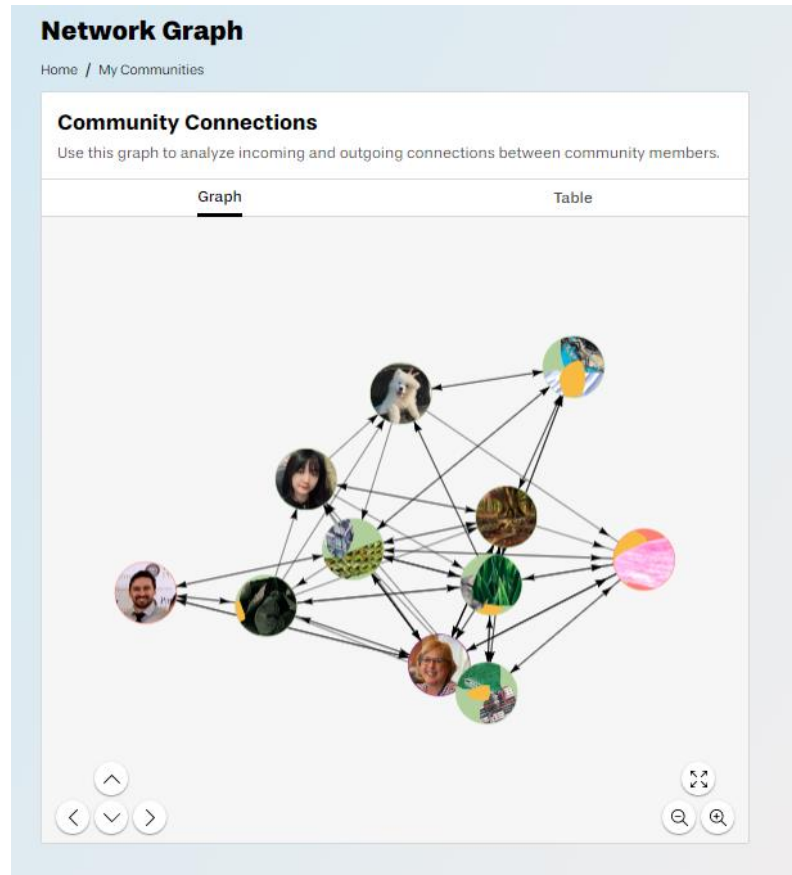 Network Graph
Home / My Communities
Community Connections
Use this graph to analyze incoming and outgoing connections between community members.
Graph
Table